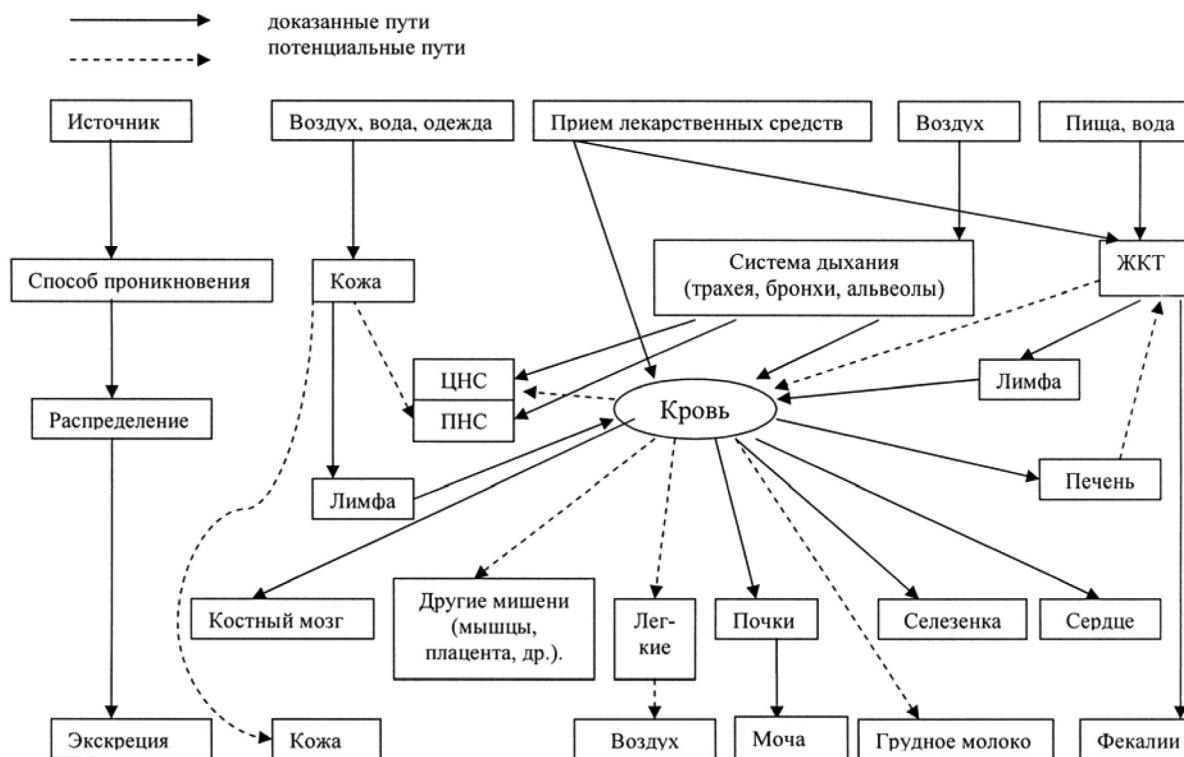 доказанные пути
потенциальные пути
Источник
Воздух, вода, одежда
Прием лекарственных средств
Воздух
Пища, вода
Способ проникновения
Кожа
Система дыхания
(трахея, бронхи, альвеолы)
ЖКТ
ЦНС
ПНС
Кровь
Лимфа
Распределение
Лимфа
Печень
Костный мозг
Другие мишени
(мышцы,
плацента, др.).
Лег-
кие
Почки
Селезенка
Сердце
Экскреция
Кожа
Воздух
Моча
Грудное молоко
Фекалии